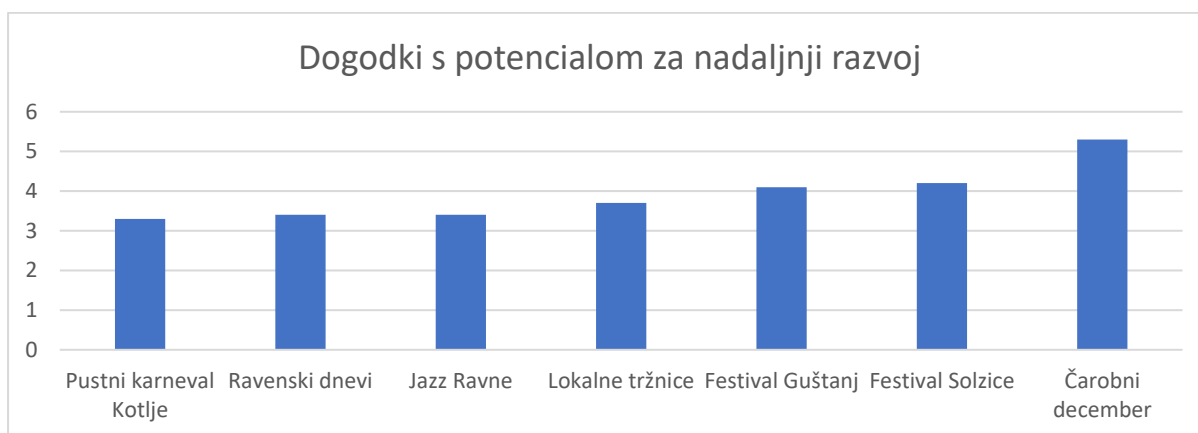 Dogodki s potencialom za nadaljnji razvoj
6
5
4
3
2
1
0
Pustni karneval Ravenski dnevi Jazz Ravne Lokalne tržnice Festival Guštanj Festival Solzice Čarobni
Kotlje december